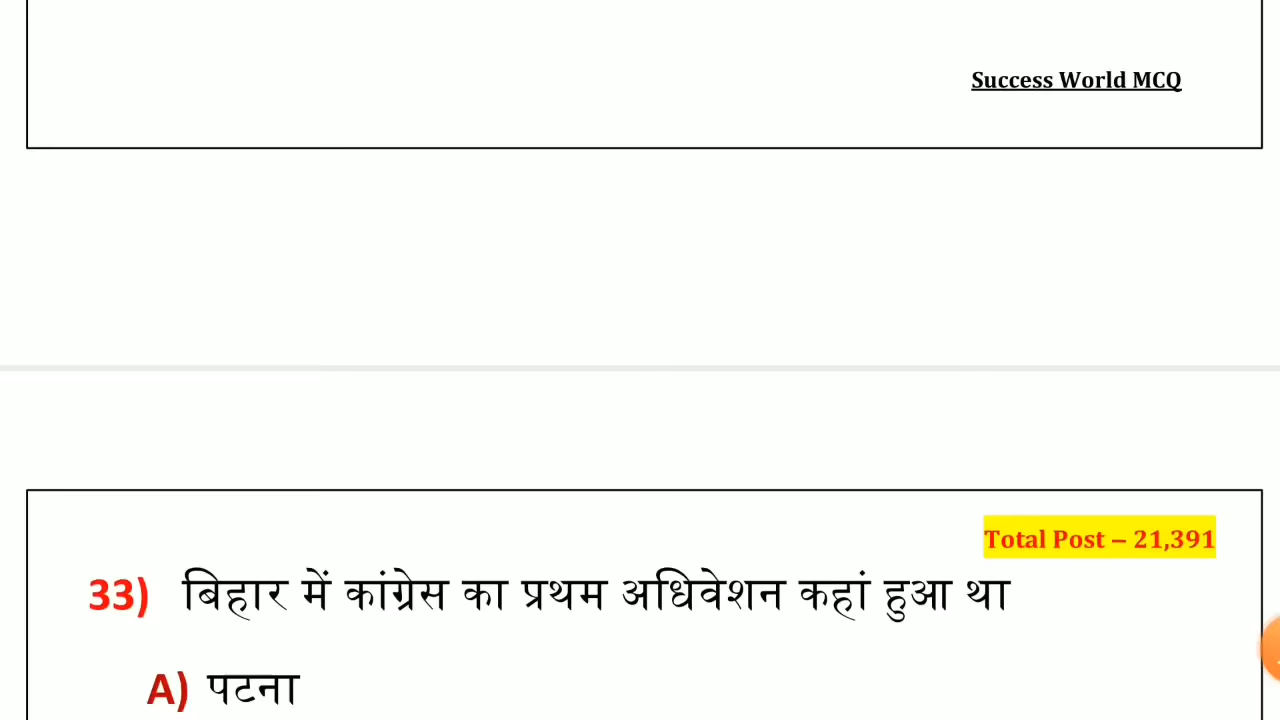 Success World MCQ
Total Post – 21,391
33) बिहार में कांग्रेस का प्रथम अधिवेशन कहां हुआ था
A) पटना